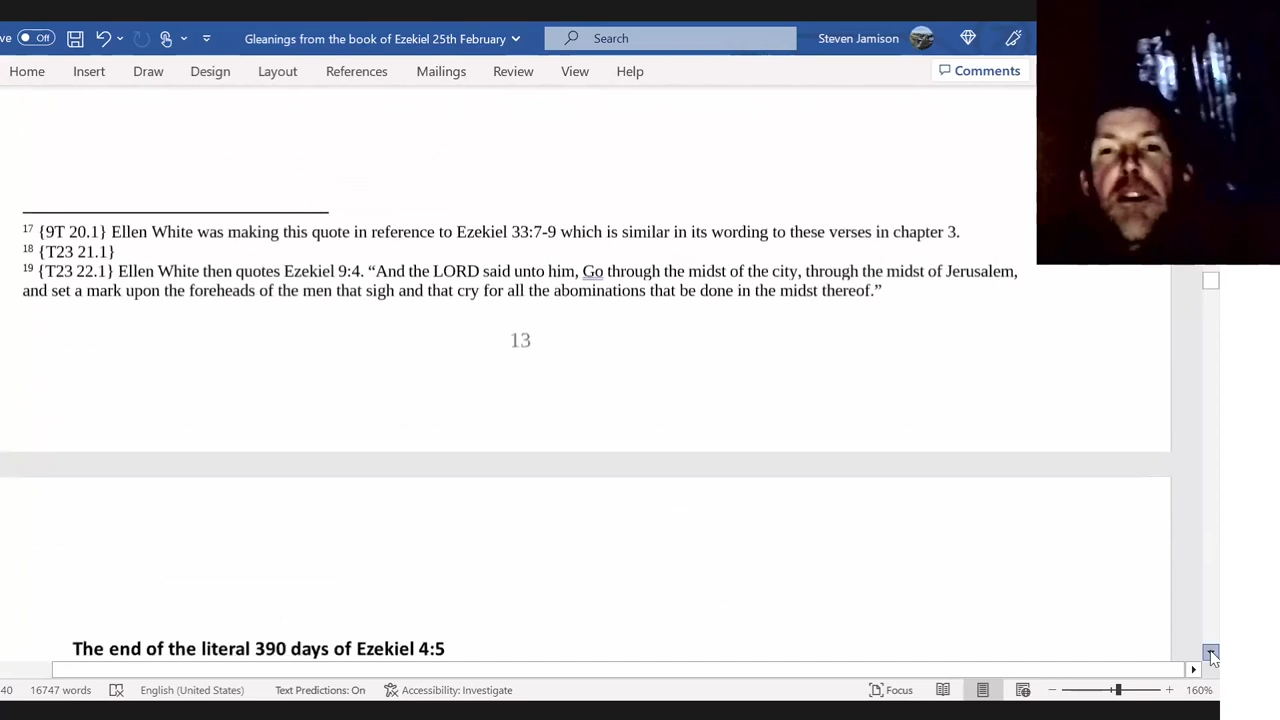 ve Off Gleanings from the book of Ezekiel 25th February Search Steven Jamison
Home Insert Draw Design Layout References Mailings Review View Help Comments
17 {9T 20.1} Ellen White was making this quote in reference to Ezekiel 33:7-9 which is similar in its wording to these verses in chapter 3.
18 {T23 21.1}
19 {T23 22.1} Ellen White then quotes Ezekiel 9:4. “And the LORD said unto him, Go through the midst of the city, through the midst of Jerusalem,
and set a mark upon the foreheads of the men that sigh and that cry for all the abominations that be done in the midst thereof.”
13
The end of the literal 390 days of Ezekiel 4:5
40 16747 words English (United States) Text Predictions: On Accessibility: Investigate Focus 160%